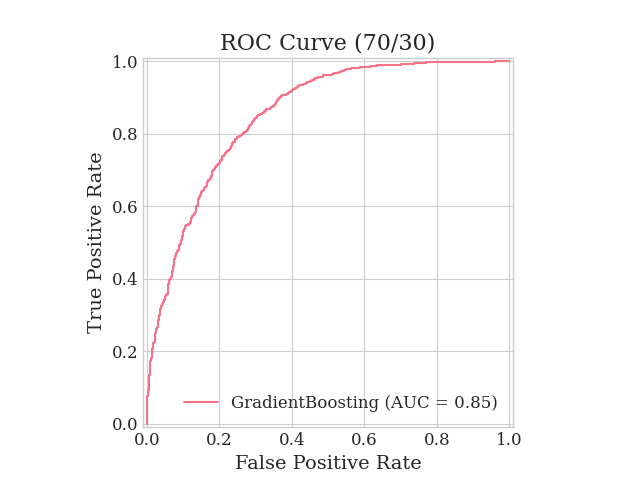 ROC Curve (70/30)
True Positive Rate
1.0
0.8
0.6
0.4
0.2
0.0
GradientBoosting (AUC = 0.85)
0.0 0.2 0.4 0.6 0.8 1.0
False Positive Rate